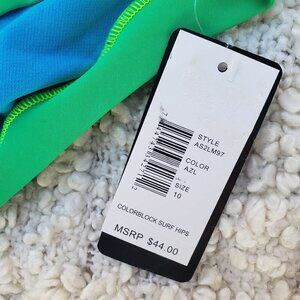 STYLE
AS2LM97
COLOR
AZL
SIZE
10
COLORBLOCK SURF HIPS
MSRP $44.00